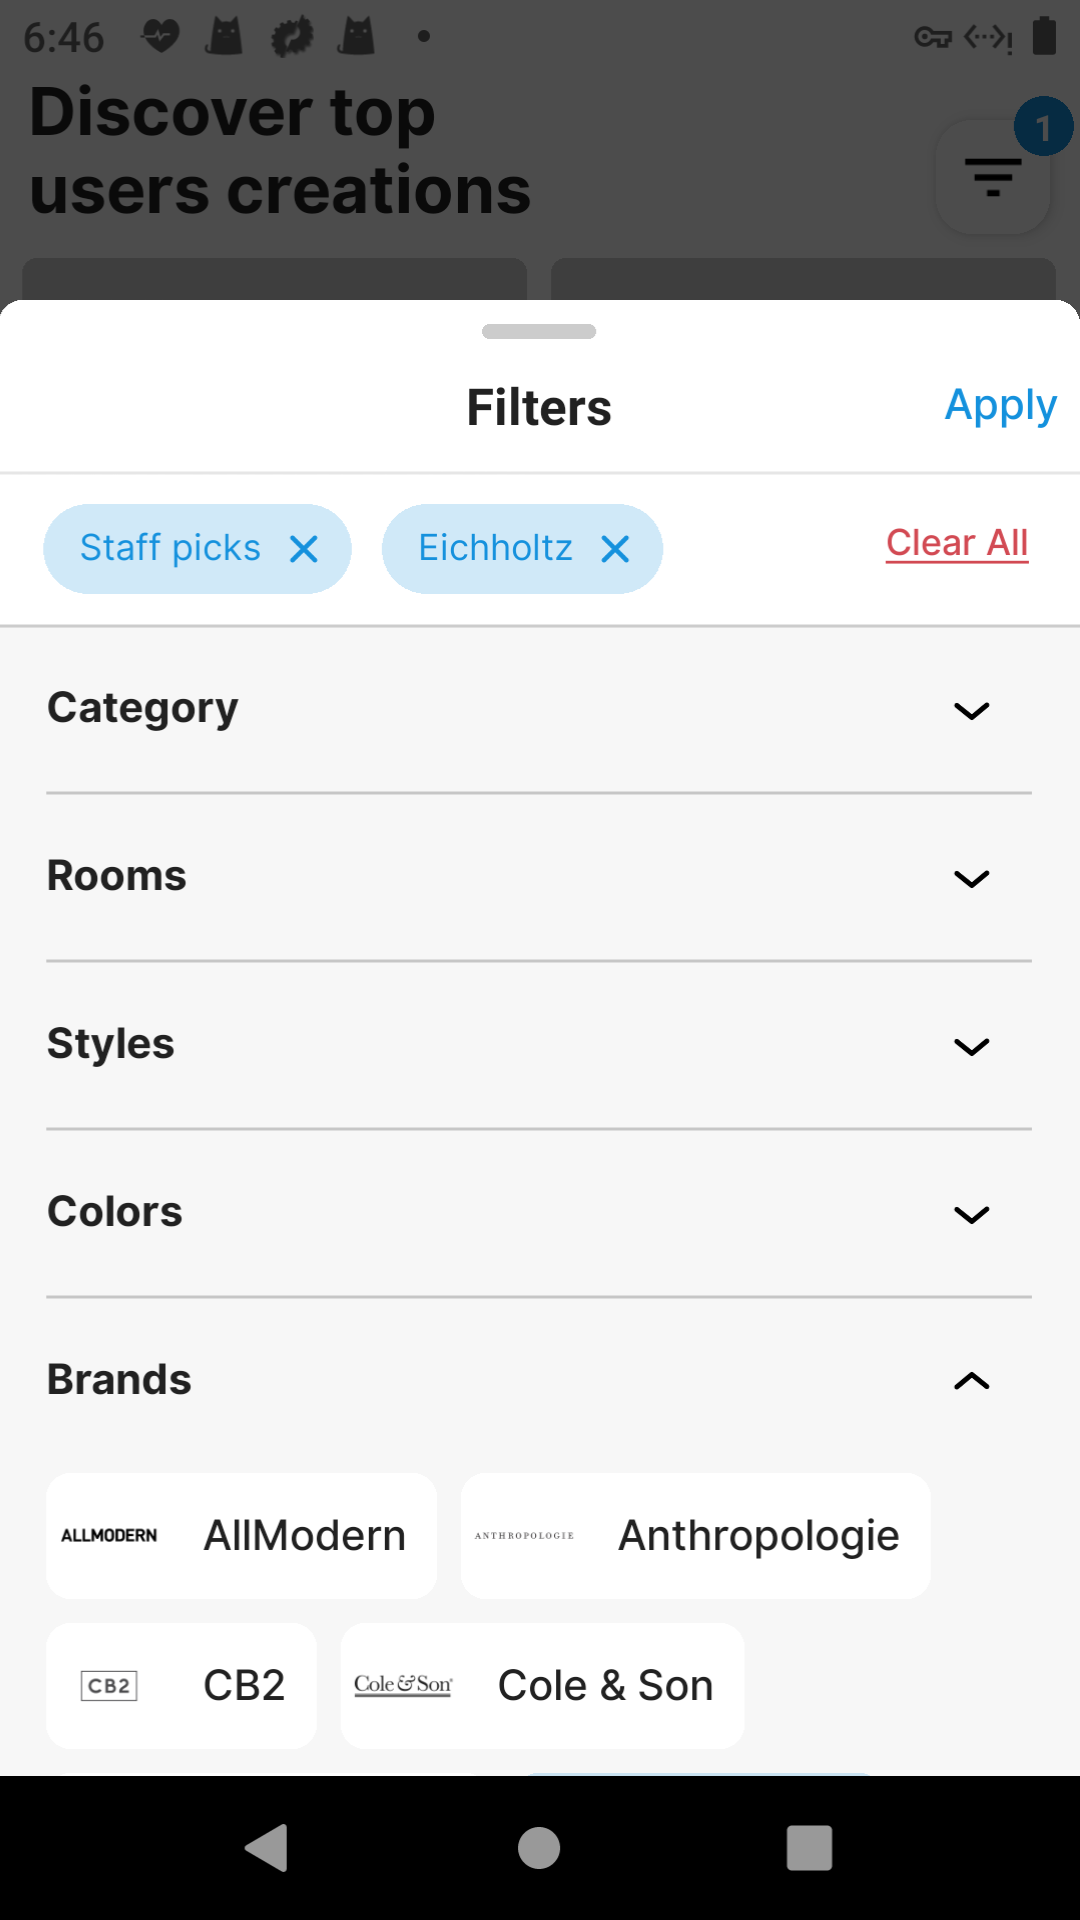 6:46
Discover top
users creations
1
Filters
Apply
Staff picks
Eichholtz
Clear All
Category
Rooms
Styles
Colors
Brands
ALLMODERN AllModern
ANTHROPOLOGIE Anthropologie
CB2 CB2
Cole & Son Cole & Son